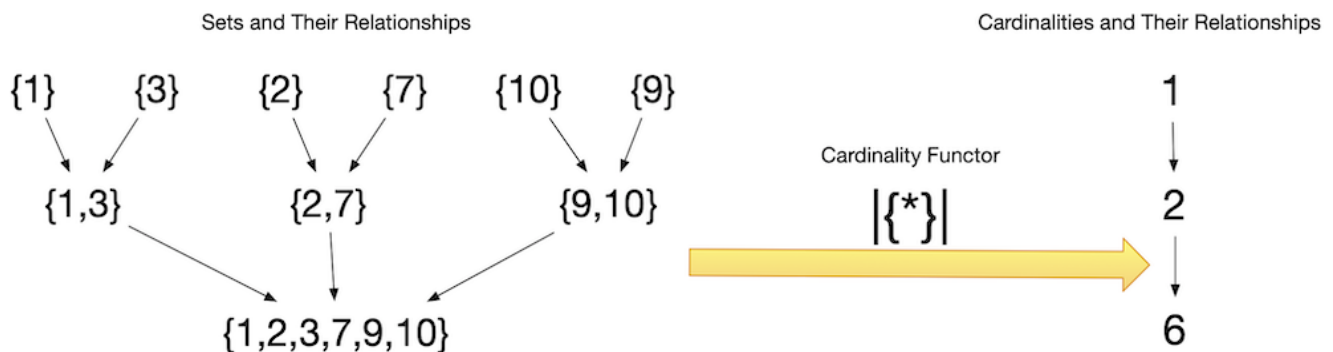 Sets and Their Relationships
Cardinalities and Their Relationships
{1} {3} {2} {7} {10} {9}
1
Cardinality Functor
{1,3} {2,7} {9,10}
|{*}|
2
{1,2,3,7,9,10}
6